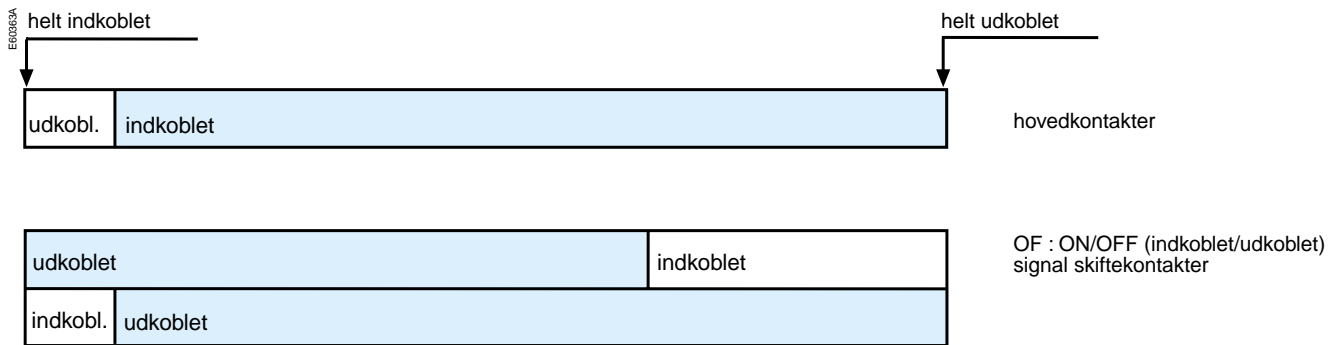 E60363A
helt indkoblet
helt udkoblet
udkobl.
indkoblet
hovedkontakter
udkoblet
indkoblet
OF : ON/OFF (indkoblet/udkoblet)
signal skiftekontakter
indkobl.
udkoblet